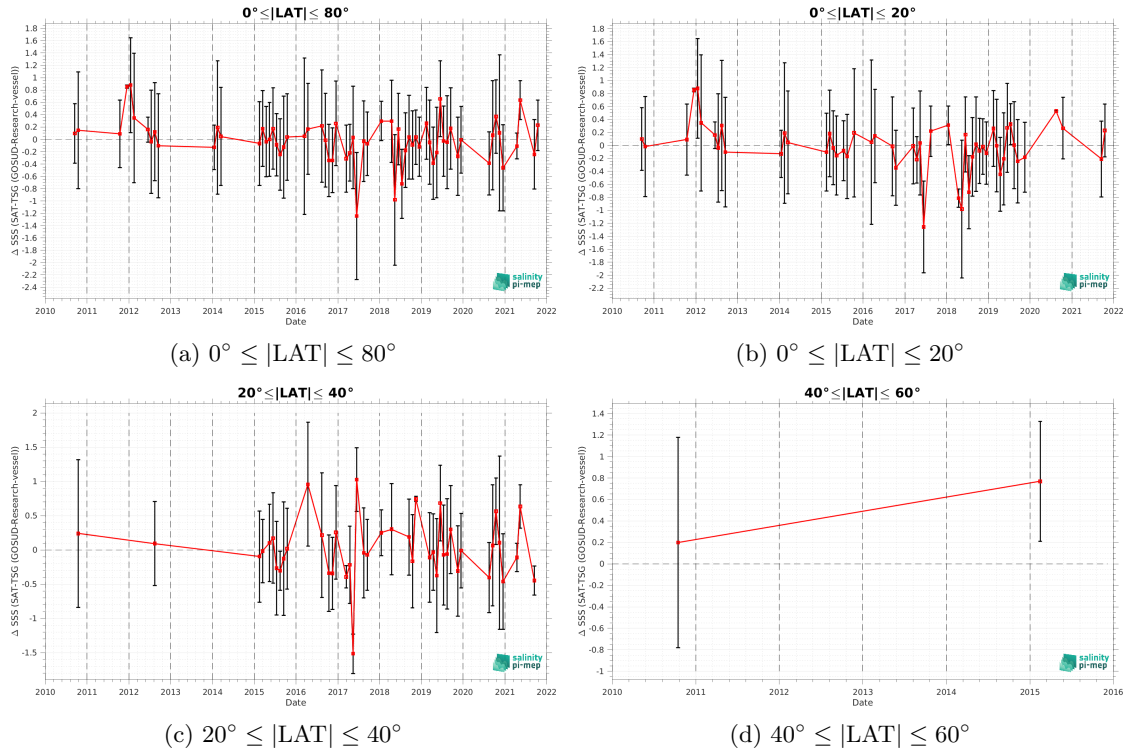 0°≤|LAT|≤ 80°
1.8
1.6
1.4
1.2
1
0.8
0.6
0.4
0.2
0
-0.2
-0.4
-0.6
-0.8
-1
-1.2
-1.4
-1.6
-1.8
-2
-2.2
-2.4
Δ SSS (SAT-TSG (GOSUD-Research-vessel))
2010 2011 2012 2013 2014 2015 2016 2017 2018 2019 2020 2021 2022
Date
salinity
pi-mep
(a) 0° ≤ |LAT| ≤ 80°
0°≤|LAT|≤ 20°
1.8
1.6
1.4
1.2
1
0.8
0.6
0.4
0.2
0
-0.2
-0.4
-0.6
-0.8
-1
-1.2
-1.4
-1.6
-1.8
-2
-2.2
Δ SSS (SAT-TSG (GOSUD-Research-vessel))
2010 2011 2012 2013 2014 2015 2016 2017 2018 2019 2020 2021 2022
Date
salinity
pi-mep
(b) 0° ≤ |LAT| ≤ 20°
20°≤|LAT|≤ 40°
2
1.5
1
0.5
0
-0.5
-1
-1.5
Δ SSS (SAT-TSG (GOSUD-Research-vessel))
2010 2011 2012 2013 2014 2015 2016 2017 2018 2019 2020 2021 2022
Date
salinity
pi-mep
(c) 20° ≤ |LAT| ≤ 40°
40°≤|LAT|≤ 60°
1.4
1.2
1
0.8
0.6
0.4
0.2
0
-0.2
-0.4
-0.6
-0.8
-1
Δ SSS (SAT-TSG (GOSUD-Research-vessel))
2010 2011 2012 2013 2014 2015 2016
Date
salinity
pi-mep
(d) 40° ≤ |LAT| ≤ 60°